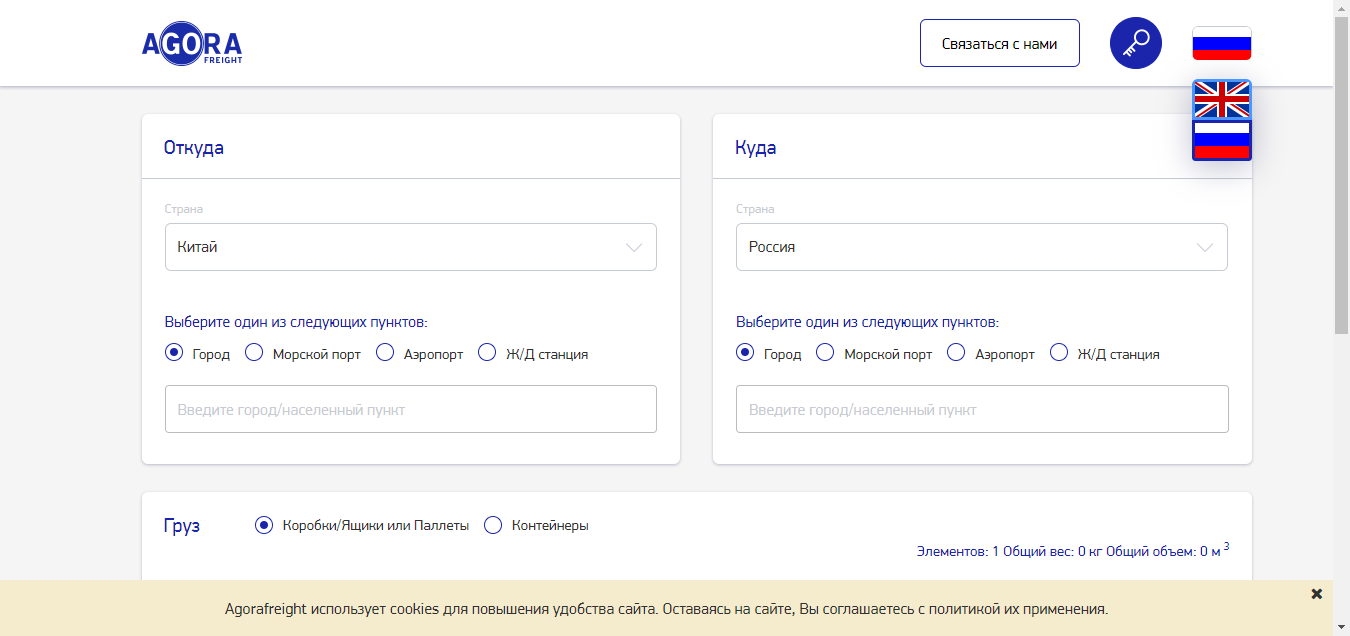 AGORA
FREIGHT
Связаться с нами
Откуда
Страна
Китай
Выберите один из следующих пунктов:
Город Морской порт Аэропорт Ж/Д станция
Введите город/населенный пункт
Куда
Страна
Россия
Выберите один из следующих пунктов:
Город Морской порт Аэропорт Ж/Д станция
Введите город/населенный пункт
Груз Коробки/Ящики или Паллеты Контейнеры
Элементов: 1 Общий вес: 0 кг Общий объем: 0 м 3
Agorafreight использует cookies для повышения удобства сайта. Оставаясь на сайте, Вы соглашаетесь с политикой их применения.